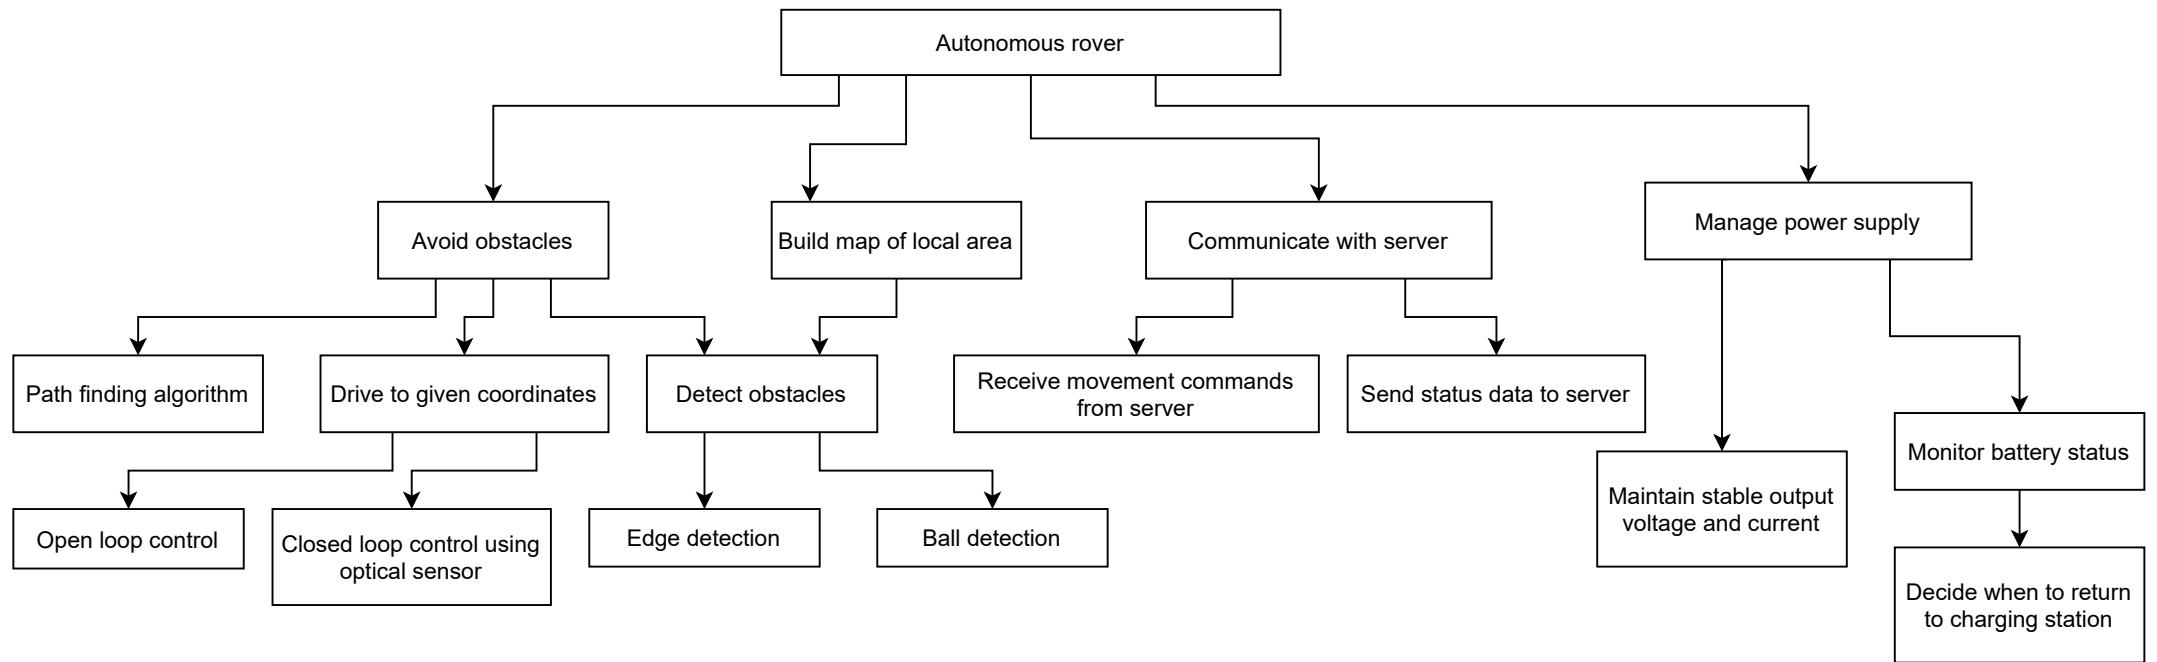 Autonomous rover
Avoid obstacles
Build map of local area
Communicate with server
Manage power supply
Path finding algorithm
Drive to given coordinates
Detect obstacles
Receive movement commands
from server
Send status data to server
Monitor battery status
Maintain stable output
voltage and current
Open loop control
Closed loop control using
optical sensor
Edge detection
Ball detection
Decide when to return
to charging station